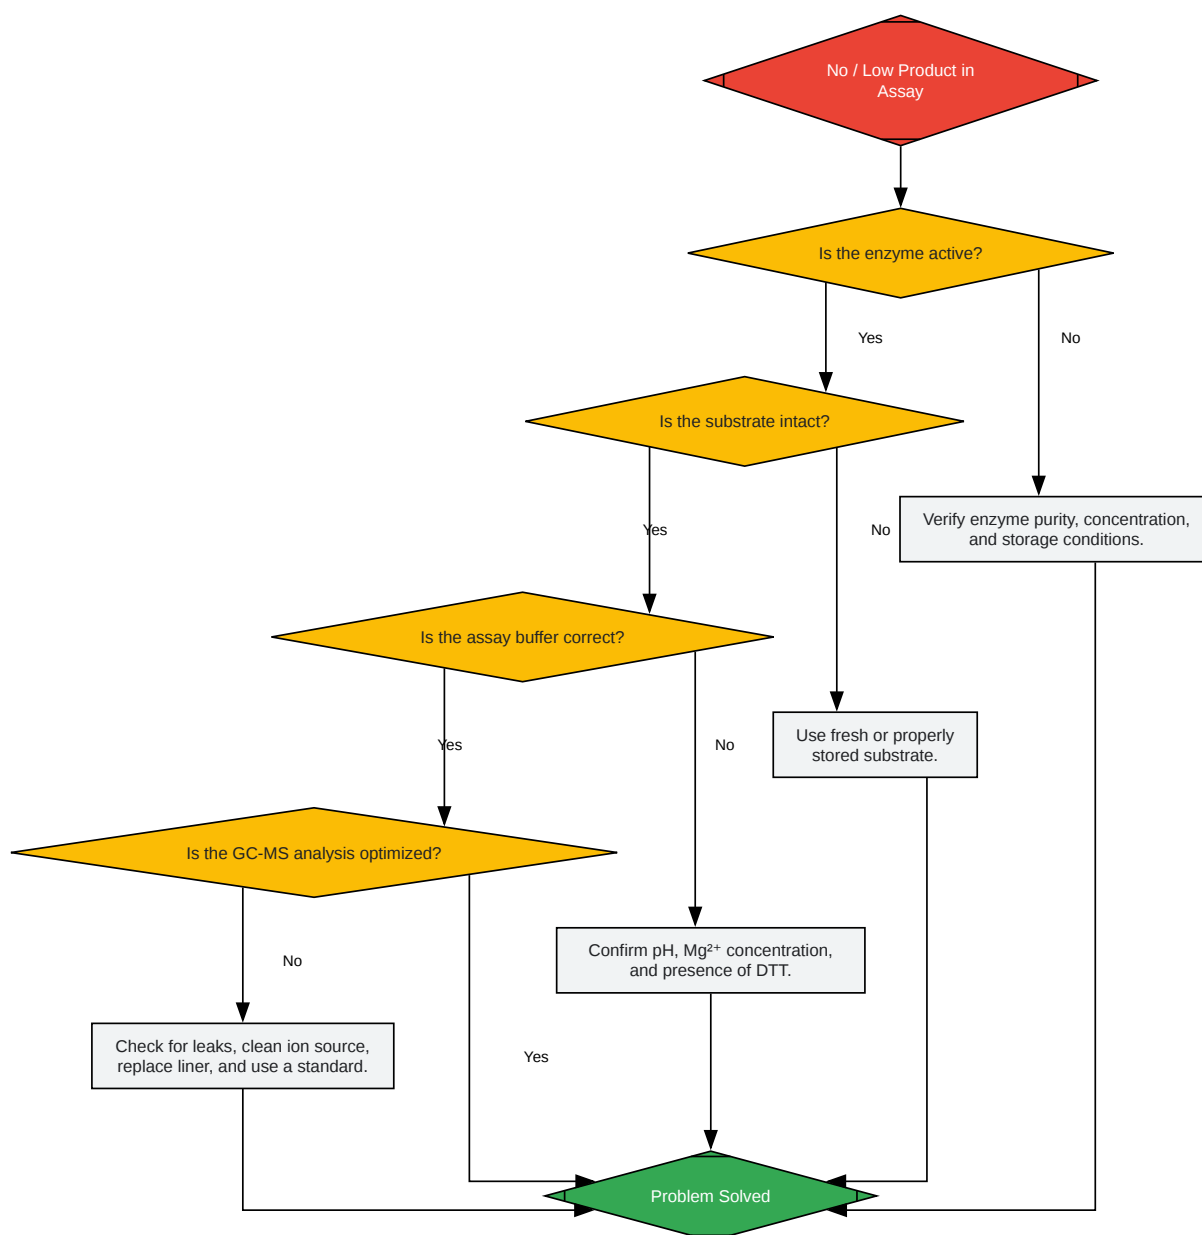 No / Low Product in
Assay
Is the enzyme active?
Yes
No
Is the substrate intact?
Yes
No
Verify enzyme purity, concentration,
and storage conditions.
Is the assay buffer correct?
Yes
No
Use fresh or properly
stored substrate.
Is the GC-MS analysis optimized?
No
Yes
Confirm pH, Mg²⁺ concentration,
and presence of DTT.
Check for leaks, clean ion source,
replace liner, and use a standard.
Problem Solved